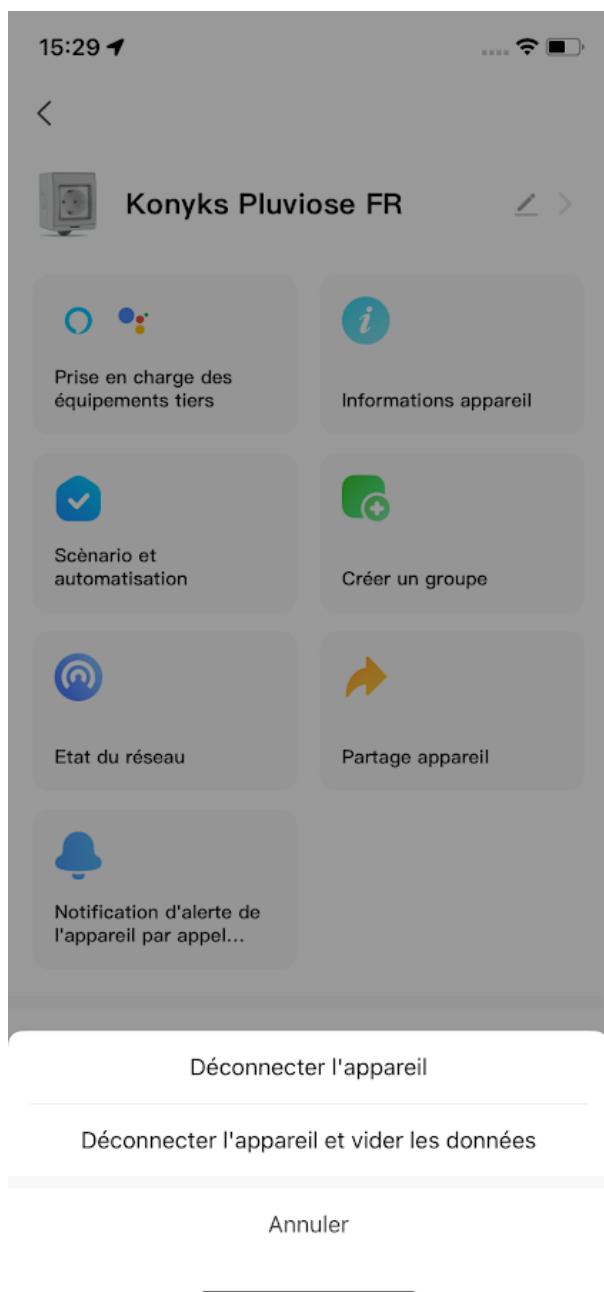 15:29
Konyks Pluviose FR
Prise en charge des
équipements tiers
Informations appareil
Scènario et
automatisation
Créer un groupe
Etat du réseau
Partage appareil
Notification d'alerte de
l'appareil par appel...
Déconnecter l'appareil
Déconnecter l'appareil et vider les données
Annuler